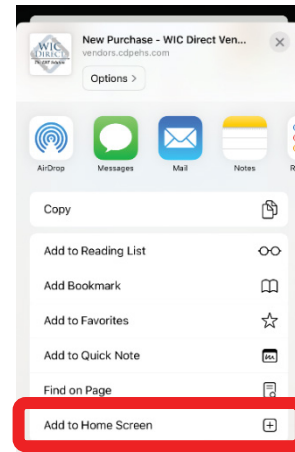 WIC
DIRECT
New Purchase - WIC Direct Ven...
vendors.cdpehs.com
Options >
AirDrop
Messages
Mail
Notes
R
Copy
Add to Reading List
Add Bookmark
Add to Favorites
Add to Quick Note
Find on Page
Add to Home Screen